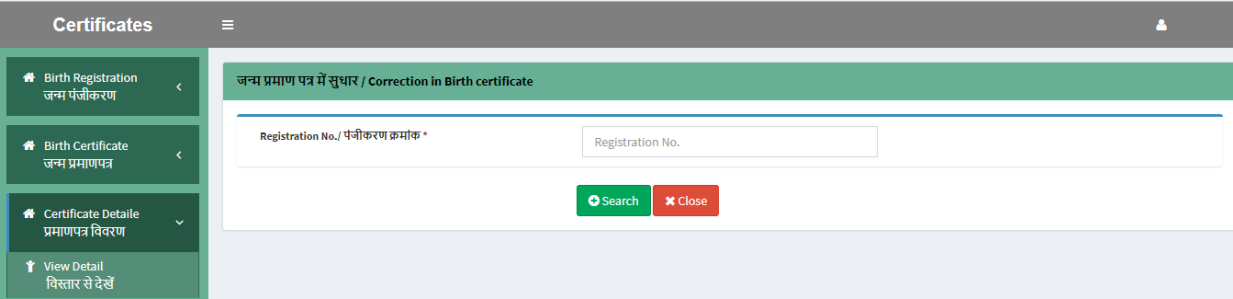 Certificates
Birth Registration
जन्म पंजीकरण
Birth Certificate
जन्म प्रमाणपत्र
Certificate Detaile
प्रमाणपत्र विवरण
View Detail
विस्तार से देखें
जन्म प्रमाण पत्र में सुधार / Correction in Birth certificate
Registration No./ पंजीकरण क्रमांक *
Registration No.
Search
Close